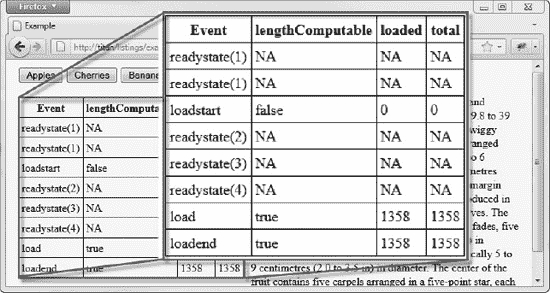 Firefox
Example
http://titan/listings/exa
Apples Cherries Banana
Event lengthComputa
readystate(1) NA
readystate(1) NA
loadstart false
readystate(2) NA
readystate(3) NA
readystate(4) NA
load true
loadend true 1358 1358
Event lengthComputable loaded total
readystate(1) NA NA NA
readystate(1) NA NA NA
loadstart false 0 0
readystate(2) NA NA NA
readystate(3) NA NA NA
readystate(4) NA NA NA
load true 1358 1358
loadend true 1358 1358
and
9.8 to 39
wiggy
ranged
to 6
metres
margin
oduced in
ves. The
fades, five
in
cally 5 to
9 centimetres (2.0 to 3.5 in) in diameter. The center of the
fruit contains five carpels arranged in a five-point star, each